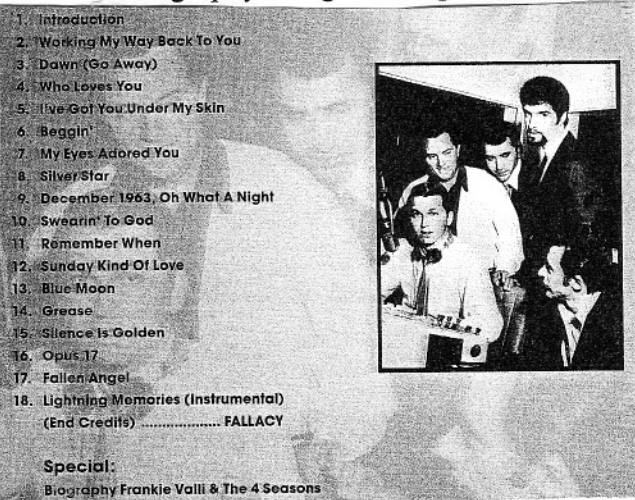 1. Introduction
2. Working My Way Back To You
3. Dawn (Go Away)
4. Who Loves You
5. I've Got You Under My Skin
6. Beggin'
7. My Eyes Adored You
8. Silver Star
9. December 1963, Oh What A Night
10. Swearin' To God
11. Remember When
12. Sunday Kind Of Love
13. Blue Moon
14. Grease
15. Silence Is Golden
16. Opus 17
17. Fallen Angel
18. Lightning Memories (Instrumental)
(End Credits) ................... FALLACY
Special:
Biography Frankie Valli & The 4 Seasons